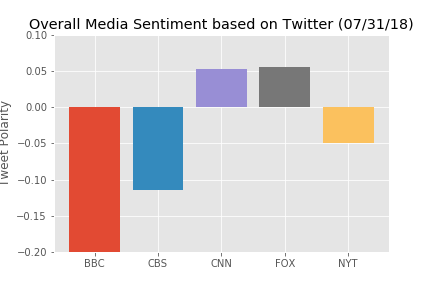 Overall Media Sentiment based on Twitter (07/31/18)
Tweet Polarity
0.10
0.05
0.00
−0.05
−0.10
−0.15
−0.20
BBC CBS CNN FOX NYT